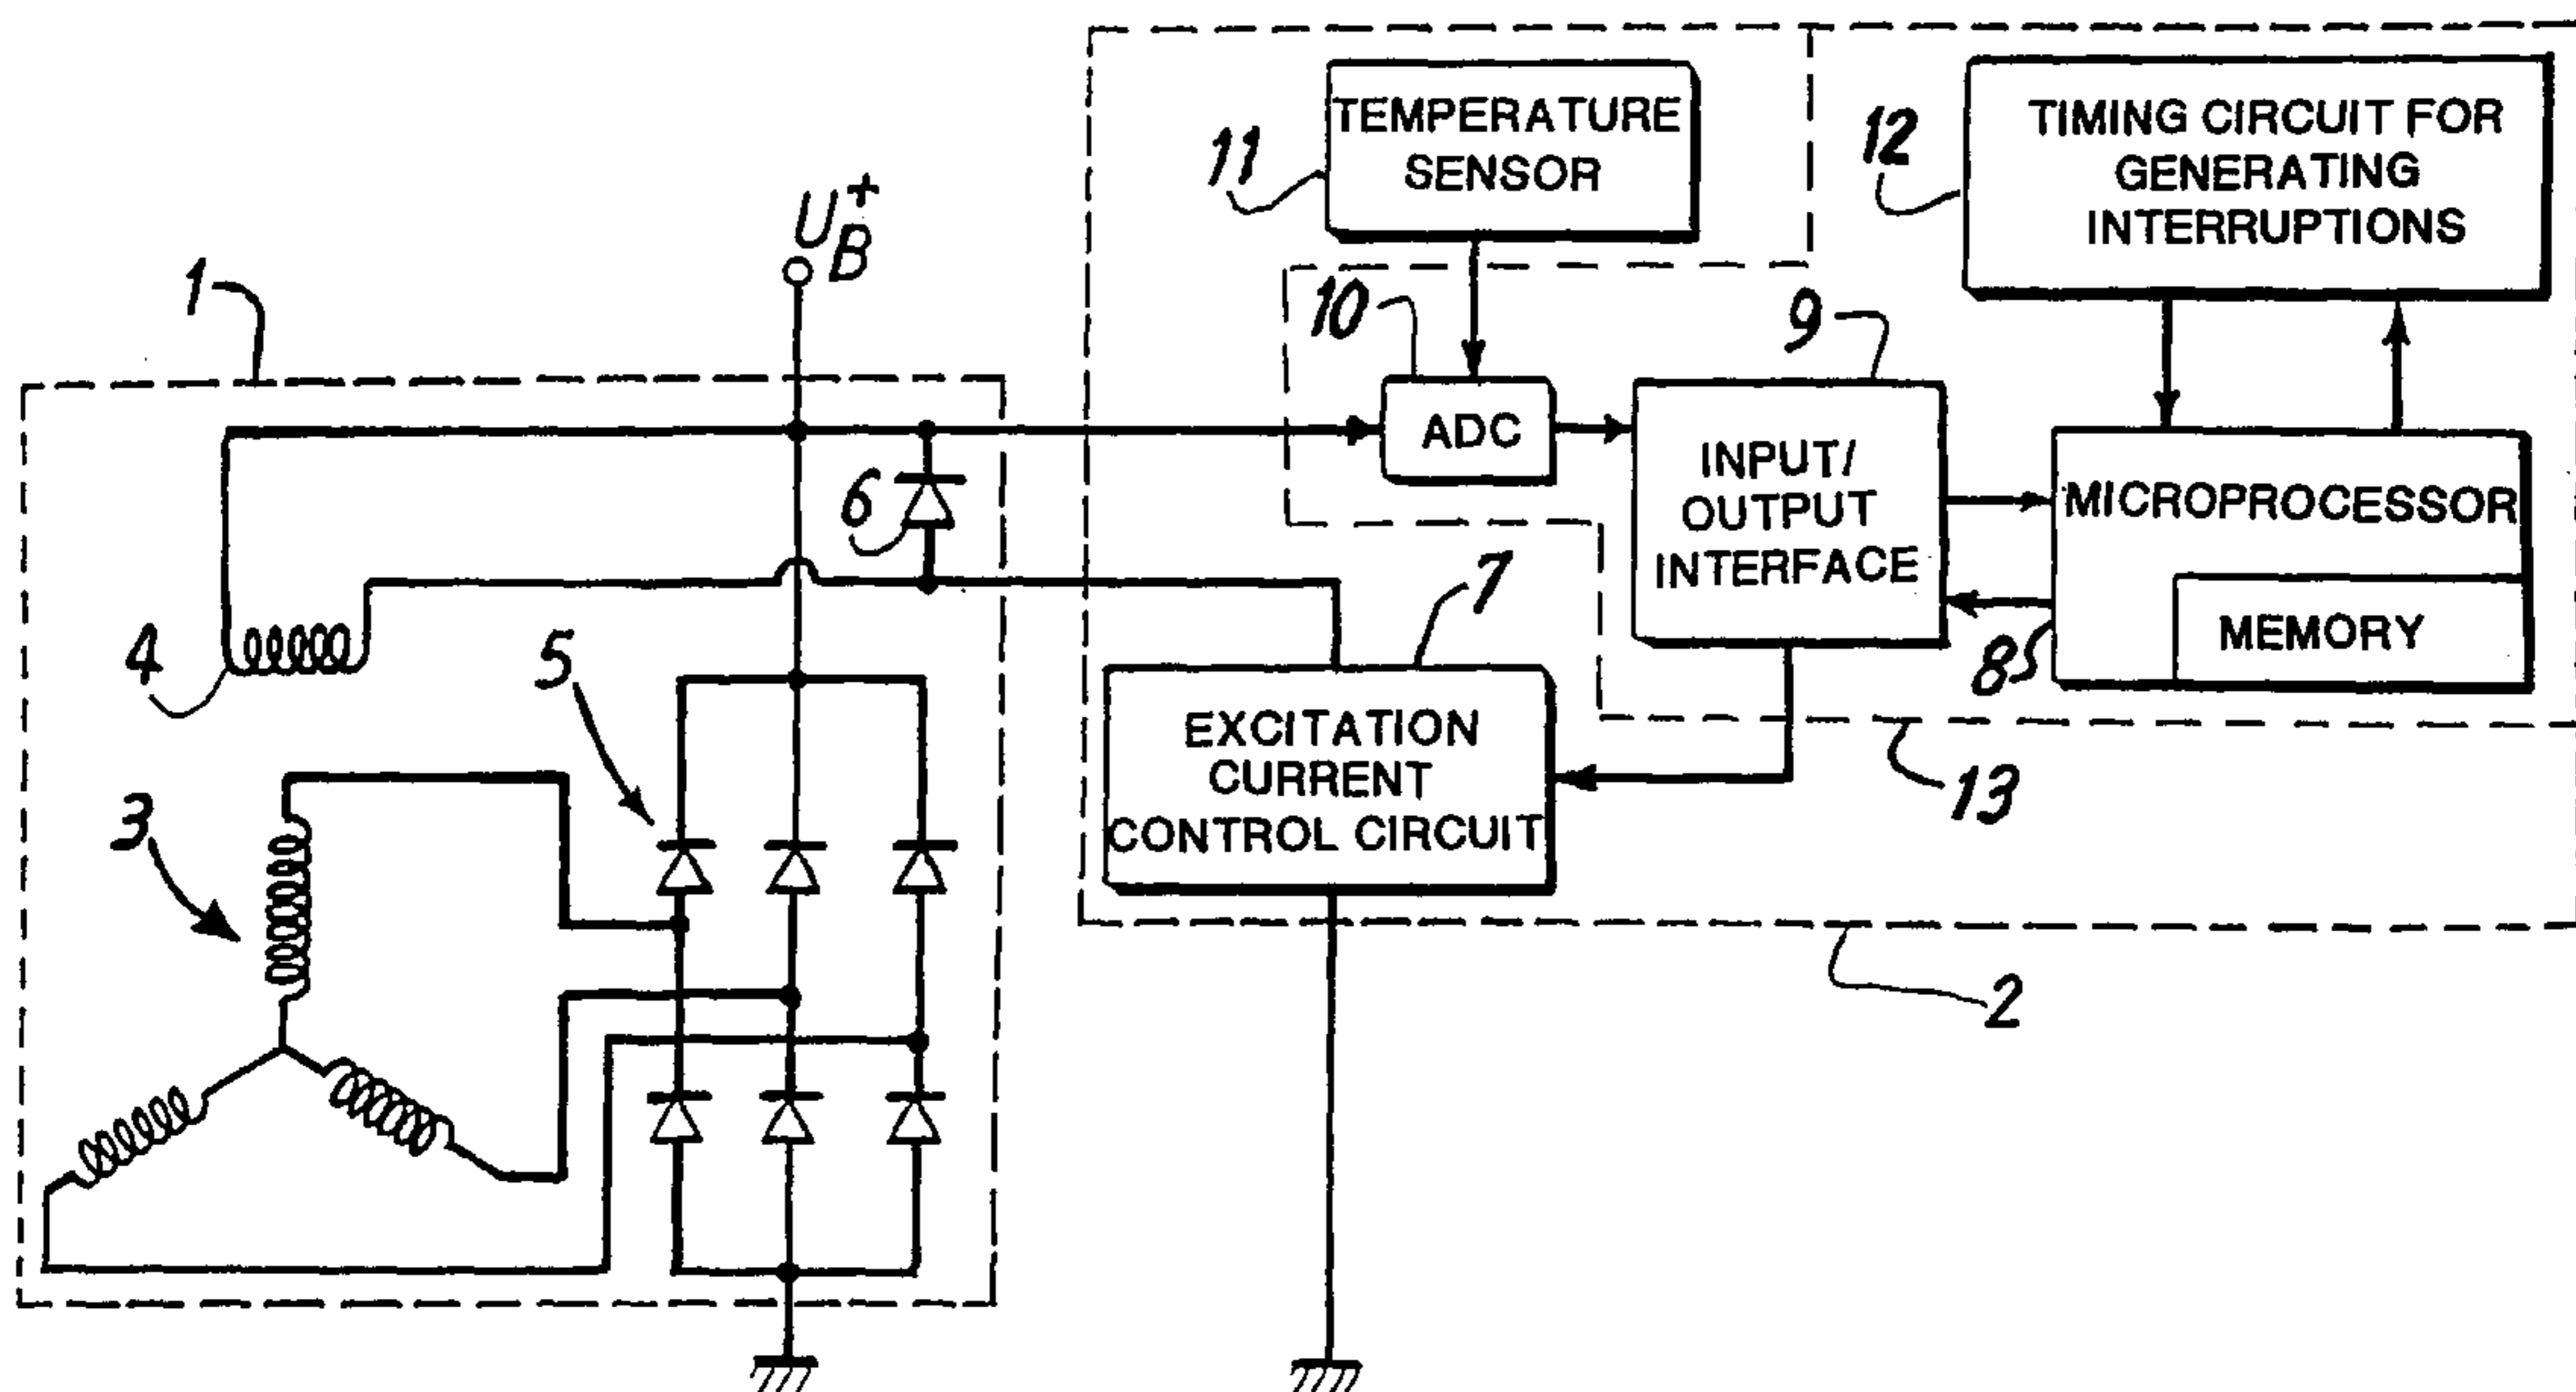 TEMPERATURE
SENSOR
11
12
TIMING CIRCUIT FOR
GENERATING
INTERRUPTIONS
U_B^+
1
10
9
ADC
INPUT/
OUTPUT
INTERFACE
MICROPROCESSOR
MEMORY
8
6
7
4
5
EXCITATION
CURRENT
CONTROL CIRCUIT
13
3
2